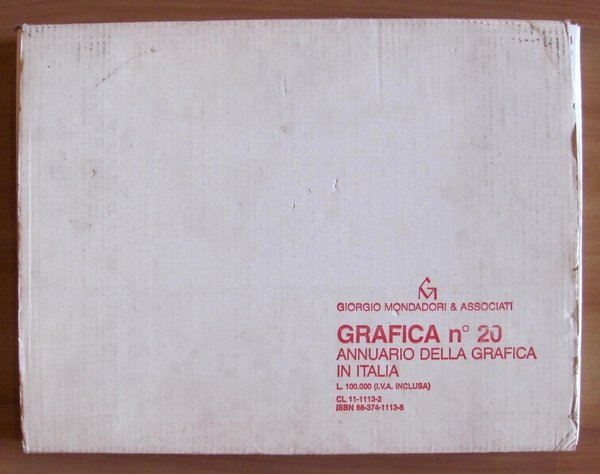 GIORGIO MONDADORI & ASSOCIATI
GRAFICA n° 20
ANNUARIO DELLA GRAFICA
IN ITALIA
L. 100.000 (I.V.A. INCLUSA)
CL 11-1113-2
ISBN 88-374-1113-8